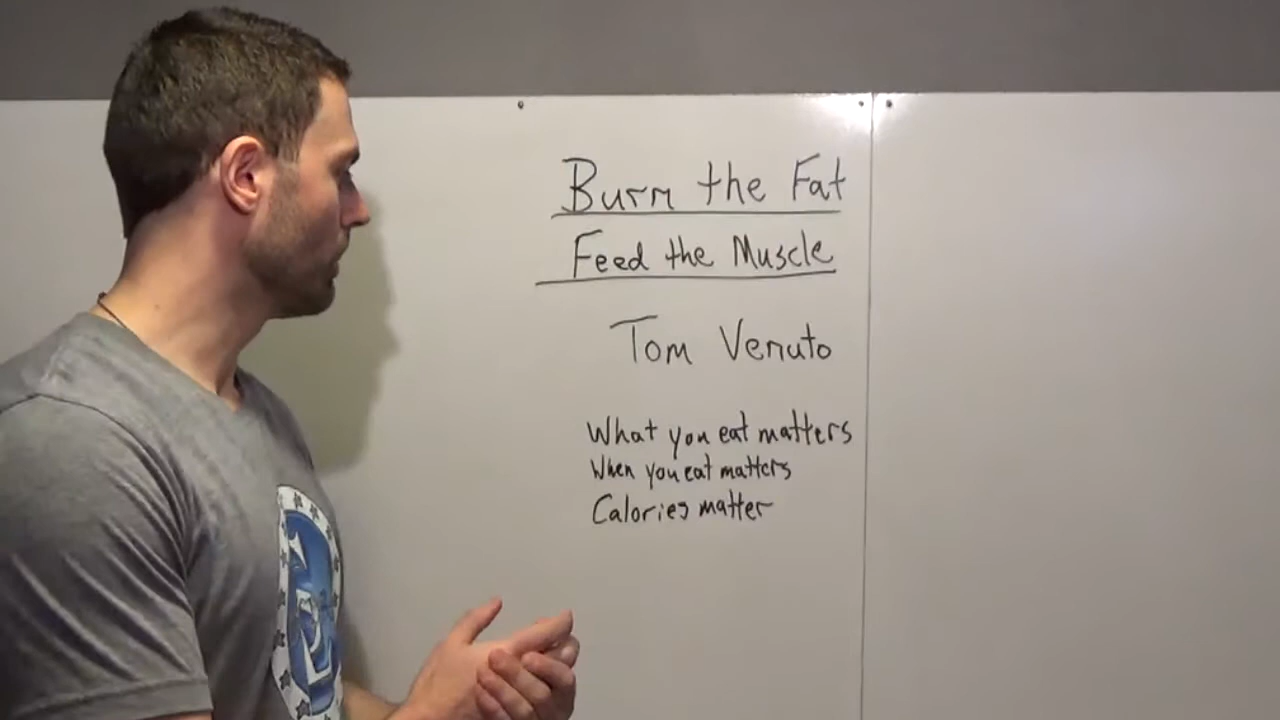 Burn the Fat
Feed the Muscle
Tom Venuto
What you eat matters
When you eat matters
Calories matter